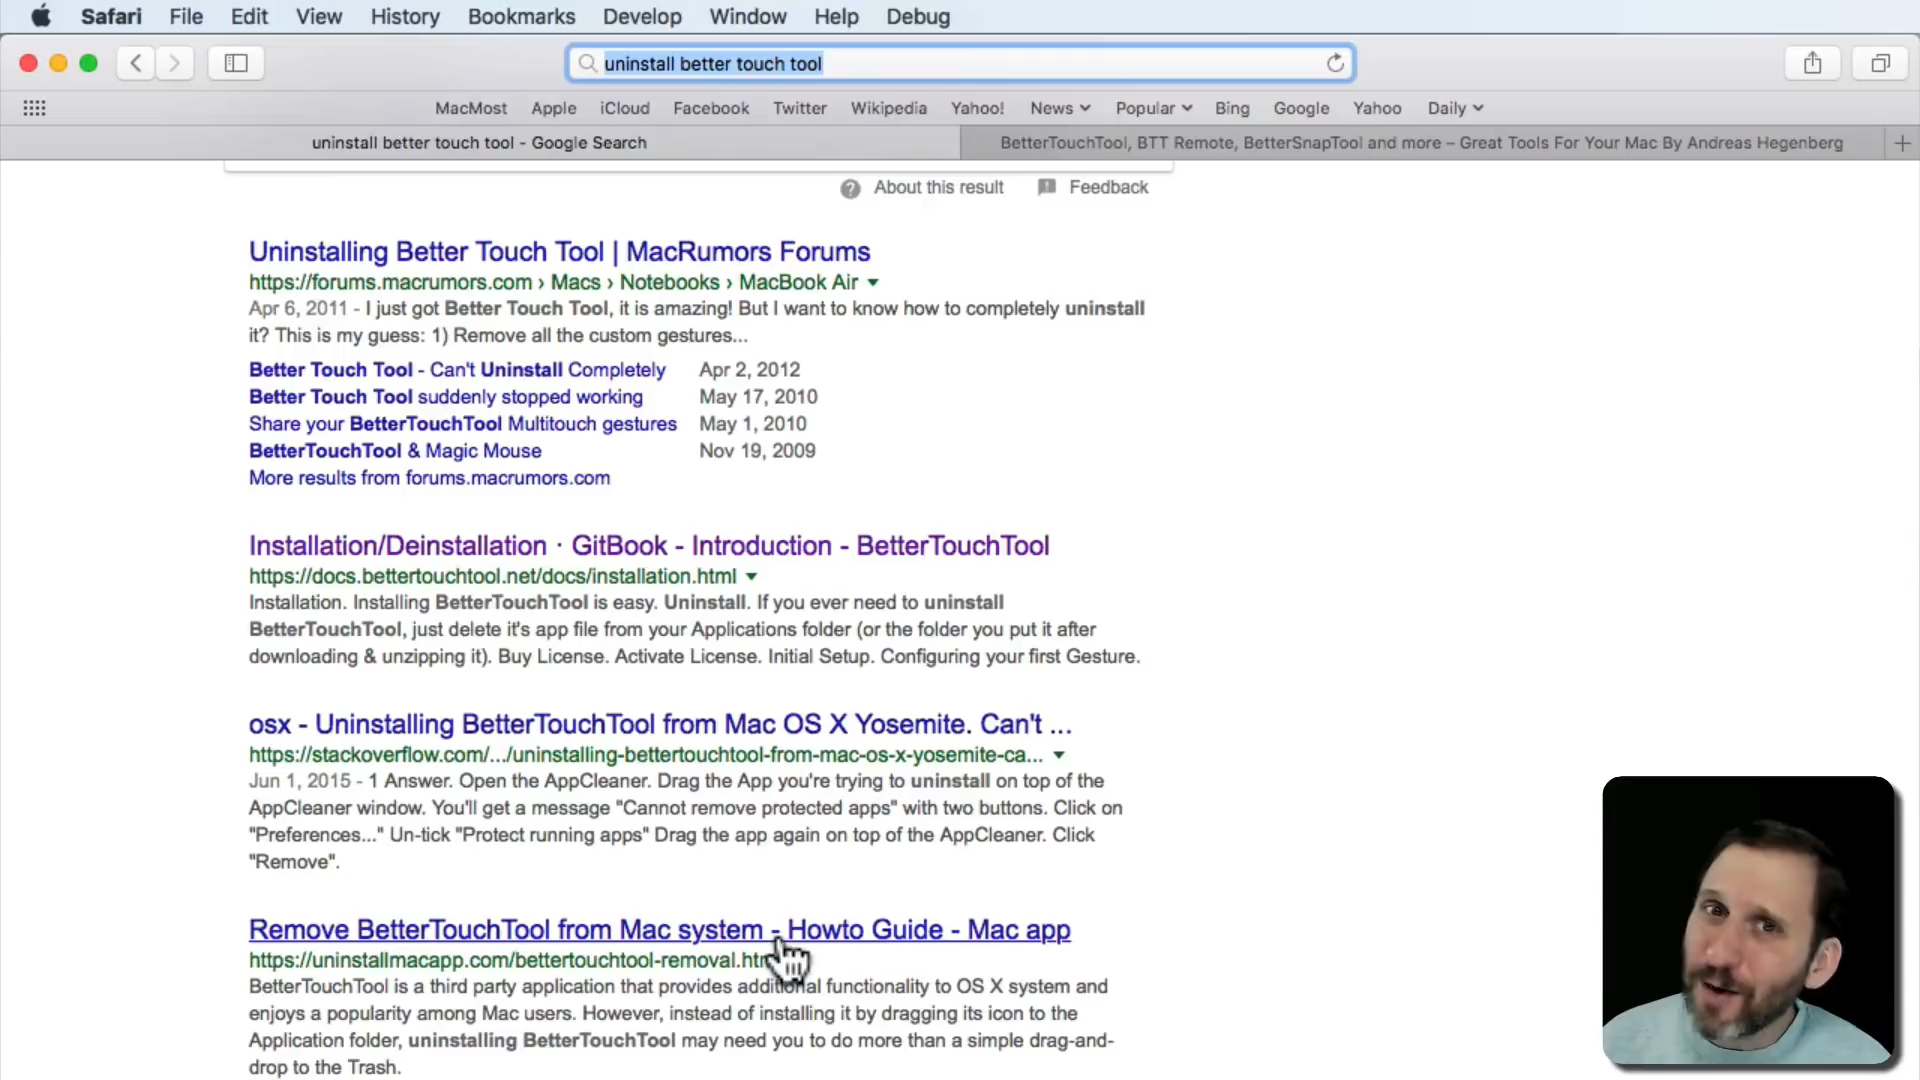 Safari File Edit View History Bookmarks Develop Window Help Debug
uninstall better touch tool
MacMost Apple iCloud Facebook Twitter Wikipedia Yahoo! News Popular Bing Google Yahoo Daily
uninstall better touch tool - Google Search BetterTouchTool, BTT Remote, BetterSnapTool and more – Great Tools For Your Mac By Andreas Hegenberg
About this result Feedback
Uninstalling Better Touch Tool | MacRumors Forums
https://forums.macrumors.com › Macs › Notebooks › MacBook Air
Apr 6, 2011 - I just got Better Touch Tool, it is amazing! But I want to know how to completely uninstall
it? This is my guess: 1) Remove all the custom gestures...
Better Touch Tool - Can't Uninstall Completely Apr 2, 2012
Better Touch Tool suddenly stopped working May 17, 2010
Share your BetterTouchTool Multitouch gestures May 1, 2010
BetterTouchTool & Magic Mouse Nov 19, 2009
More results from forums.macrumors.com
Installation/Deinstallation · GitBook - Introduction - BetterTouchTool
https://docs.bettertouchtool.net/docs/installation.html
Installation. Installing BetterTouchTool is easy. Uninstall. If you ever need to uninstall
BetterTouchTool, just delete it's app file from your Applications folder (or the folder you put it after
downloading & unzipping it). Buy License. Activate License. Initial Setup. Configuring your first Gesture.
osx - Uninstalling BetterTouchTool from Mac OS X Yosemite. Can't ...
https://stackoverflow.com/.../uninstalling-bettertouchtool-from-mac-os-x-yosemite-ca...
Jun 1, 2015 - 1 Answer. Open the AppCleaner. Drag the App you're trying to uninstall on top of the
AppCleaner window. You'll get a message "Cannot remove protected apps" with two buttons. Click on
"Preferences..." Un-tick "Protect running apps" Drag the app again on top of the AppCleaner. Click
"Remove".
Remove BetterTouchTool from Mac system - Howto Guide - Mac app
https://uninstallmacapp.com/bettertouchtool-removal.htm
BetterTouchTool is a third party application that provides additional functionality to OS X system and
enjoys a popularity among Mac users. However, instead of installing it by dragging its icon to the
Application folder, uninstalling BetterTouchTool may need you to do more than a simple drag-and-
drop to the Trash.